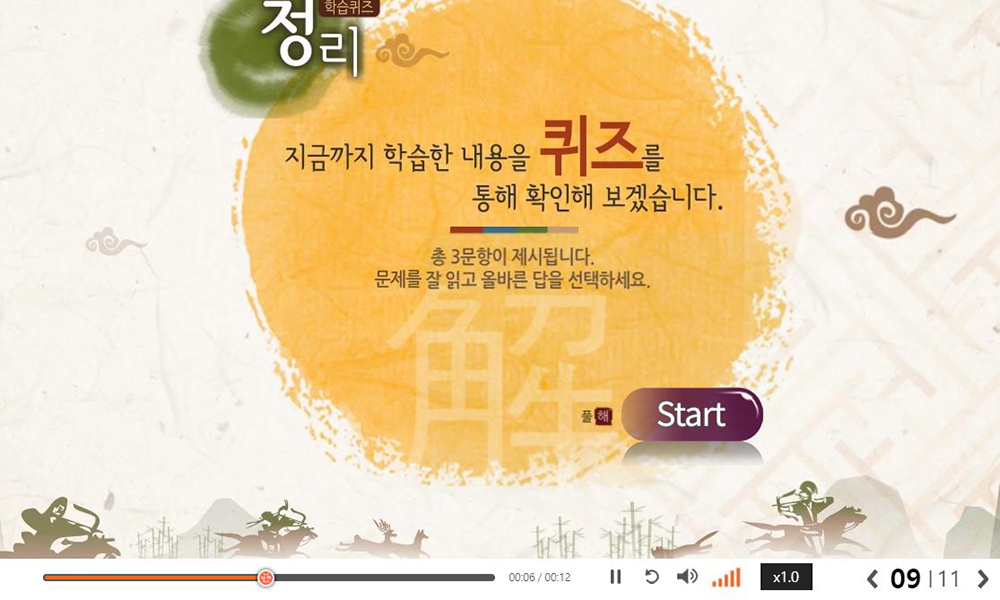 학습퀴즈
정리
지금까지 학습한 내용을 퀴즈를
통해 확인해 보겠습니다.
총 3문항이 제시됩니다.
문제를 잘 읽고 올바른 답을 선택하세요.
解
풀 해
Start
00:06 / 00:12
x1.0
09 | 11